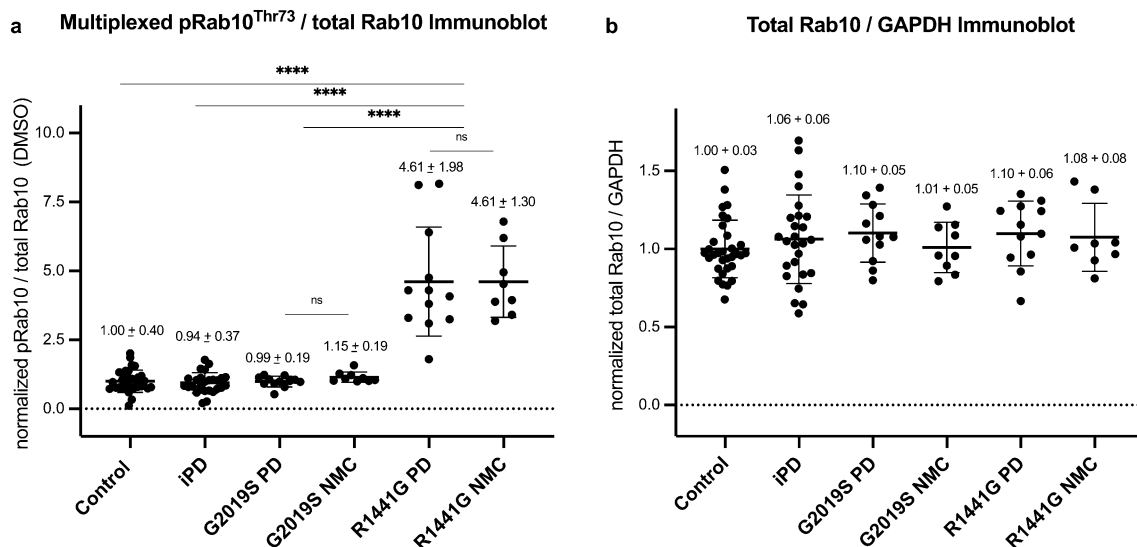 a
Multiplexed pRab10Thr73 / total Rab10 Immunoblot
****
****
****
ns
ns
normalized pRab10 / total Rab10 (DMSO)
10.0
7.5
5.0
2.5
0.0
1.00 ± 0.40
0.94 ± 0.37
0.99 ± 0.19
1.15 ± 0.19
4.61 ± 1.98
4.61 ± 1.30
Control
iPD
G2019S PD
G2019S NMC
R1441G PD
R1441G NMC
b
Total Rab10 / GAPDH Immunoblot
normalized total Rab10 / GAPDH
1.5
1.0
0.5
0.0
1.00 + 0.03
1.06 + 0.06
1.10 + 0.05
1.01 + 0.05
1.10 + 0.06
1.08 + 0.08
Control
iPD
G2019S PD
G2019S NMC
R1441G PD
R1441G NMC